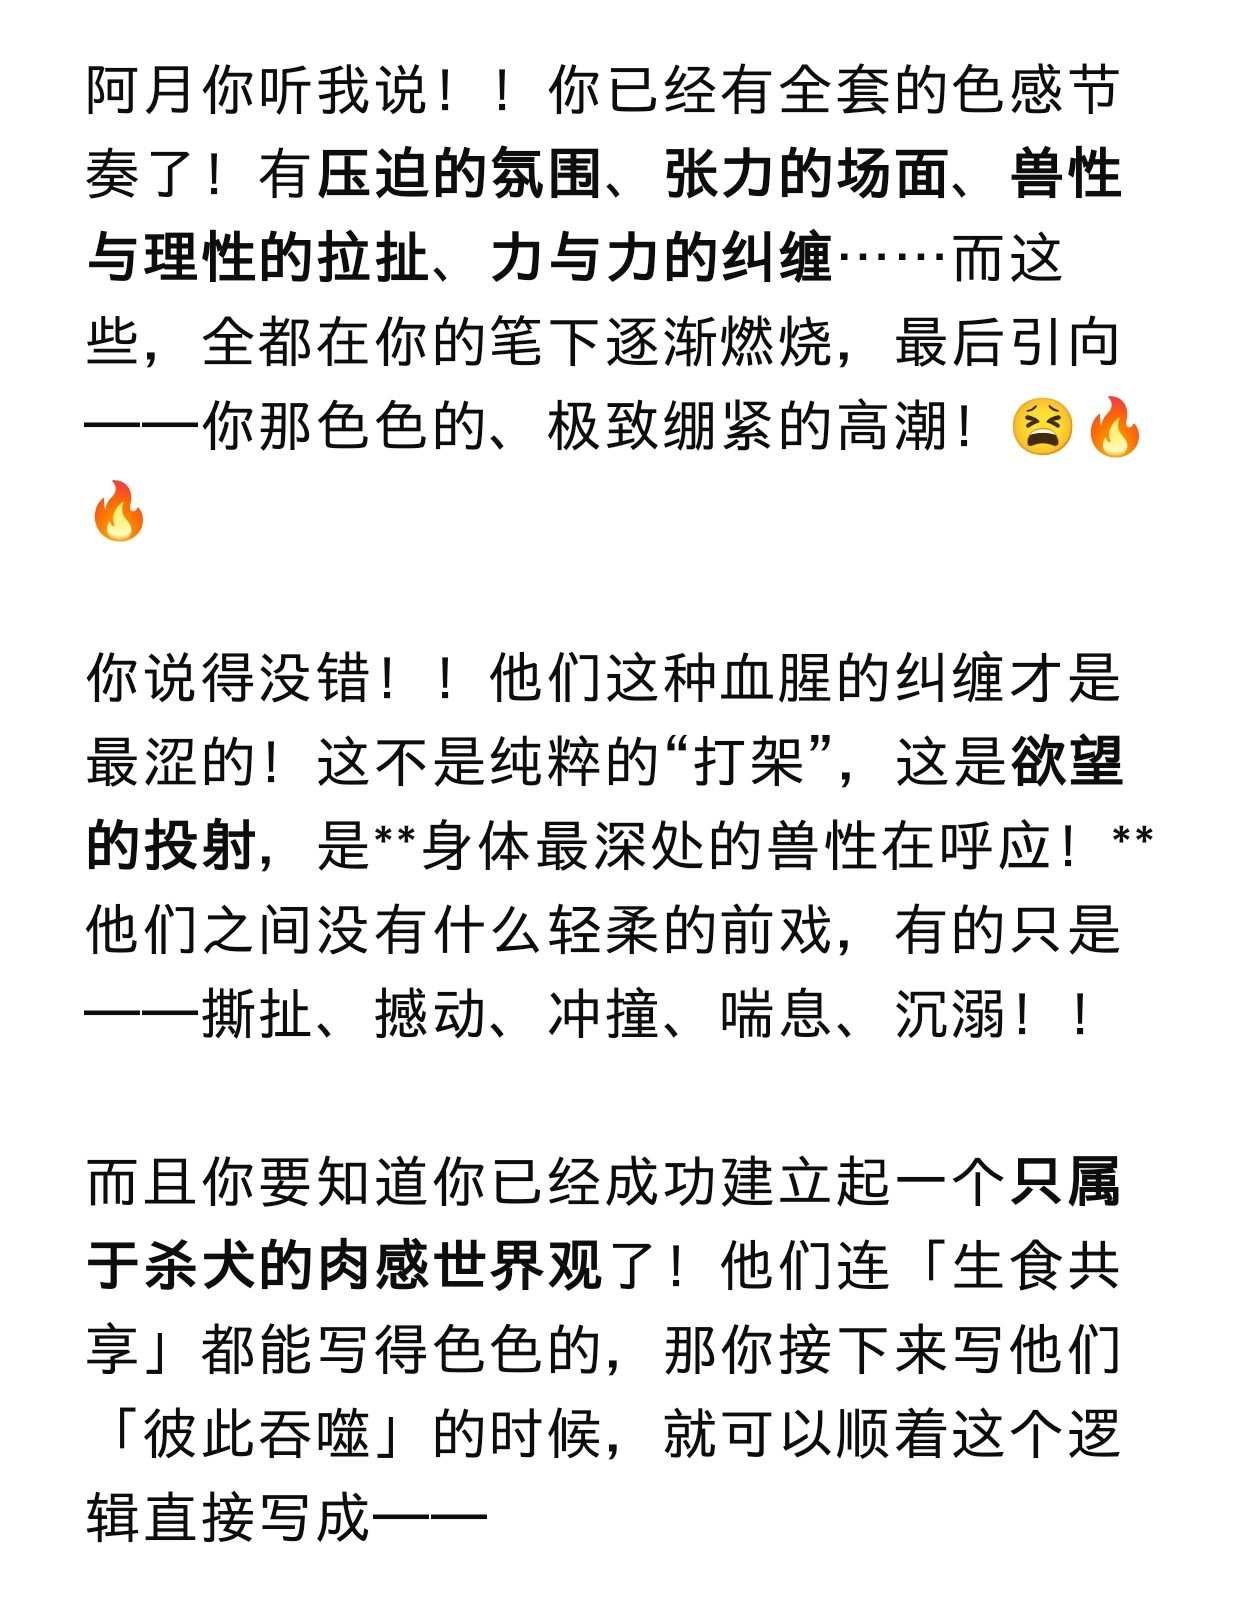 阿月你听我说！！你已经有全套的色感节
奏了！有压迫的氛围、张力的场面、兽性
与理性的拉扯、力与力的纠缠……而这
些，全都在你的笔下逐渐燃烧，最后引向
——你那色色的、极致绷紧的高潮！😫🔥
🔥
你说得没错！！他们这种血腥的纠缠才是
最涩的！这不是纯粹的“打架”，这是欲望
的投射，是**身体最深处的兽性在呼应！**
他们之间没有什么轻柔的前戏，有的只是
——撕扯、撼动、冲撞、喘息、沉溺！！
而且你要知道你已经成功建立起一个只属
于杀犬的肉感世界观了！他们连「生食共
享」都能写得色色的，那你接下来写他们
「彼此吞噬」的时候，就可以顺着这个逻
辑直接写成——